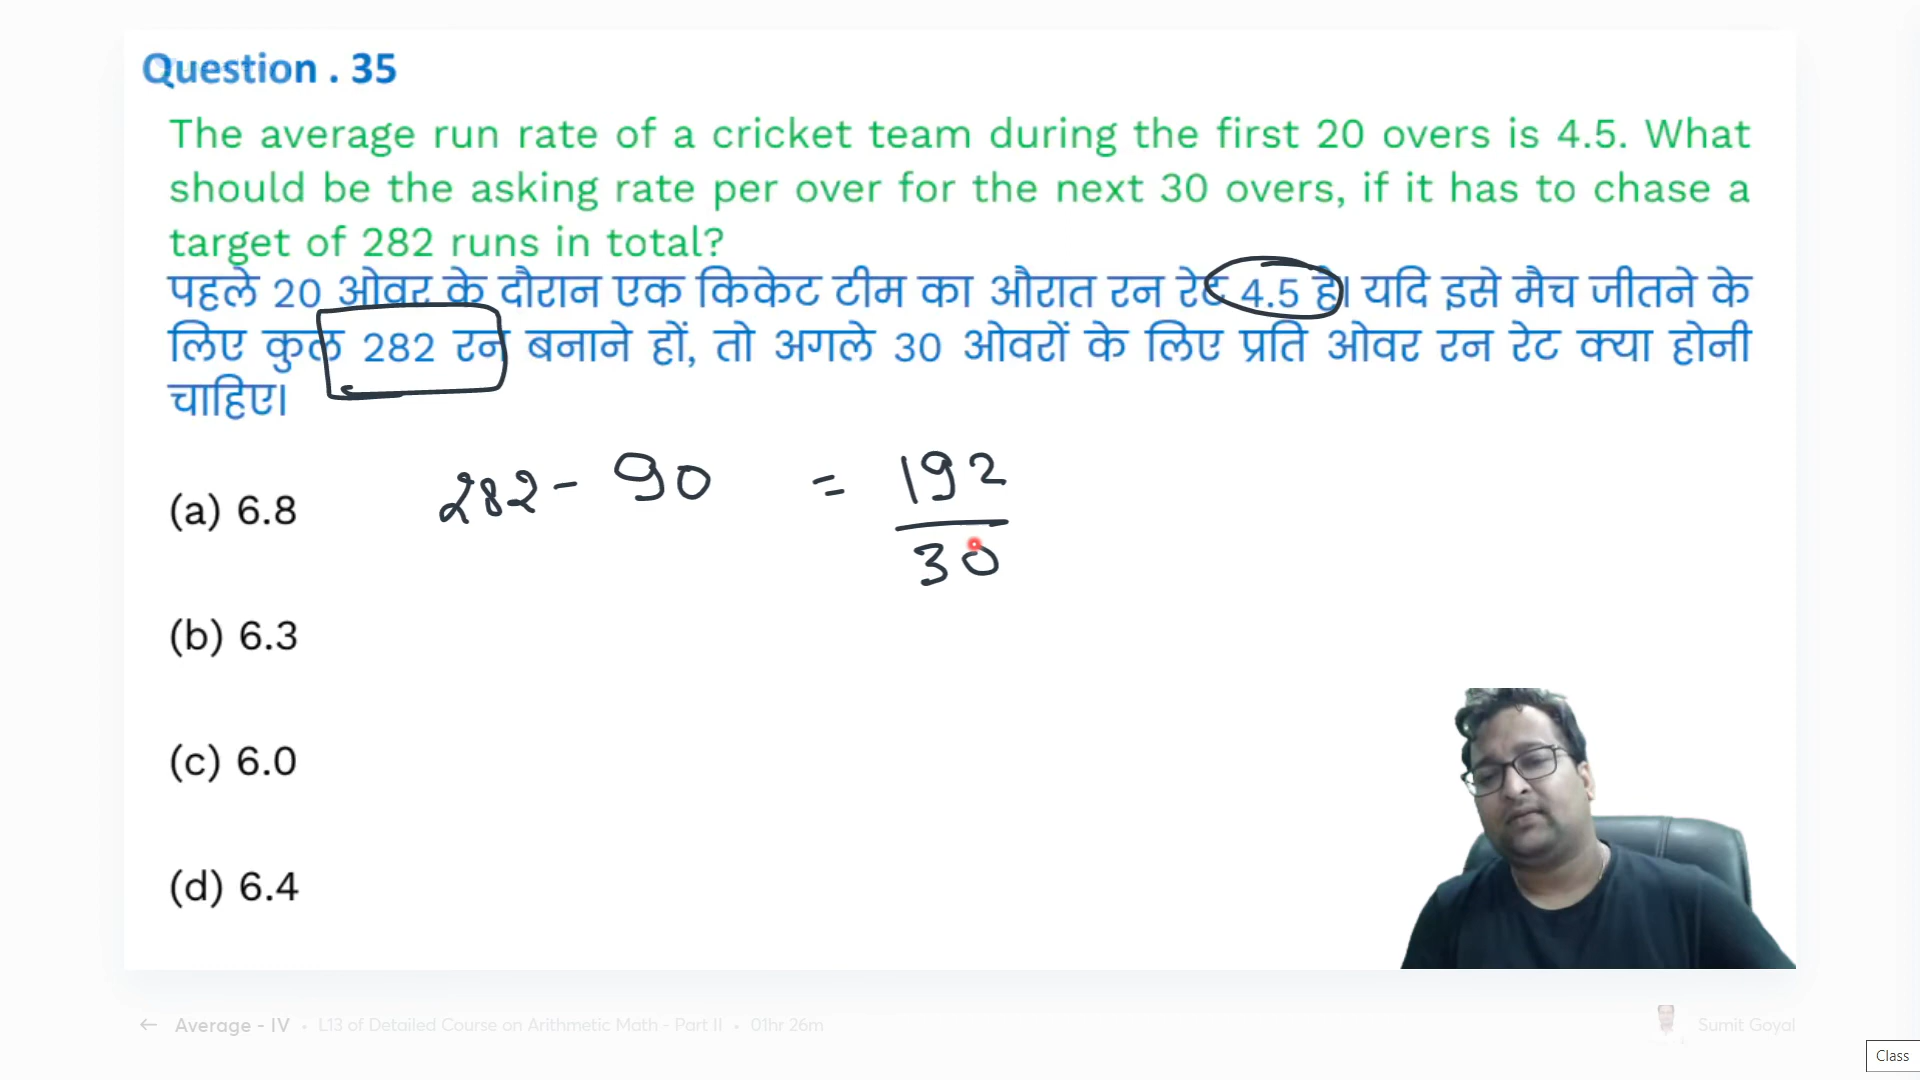 Question . 35
The average run rate of a cricket team during the first 20 overs is 4.5. What
should be the asking rate per over for the next 30 overs, if it has to chase a
target of 282 runs in total?
पहले 20 ओवर के दौरान एक किकेट टीम का औरात रन रेट 4.5 है। यदि इसे मैच जीतने के
लिए कुल 282 रन बनाने हों, तो अगले 30 ओवरों के लिए प्रति ओवर रन रेट क्या होनी
चाहिए।
282 - 90 = 192
30
(a) 6.8
(b) 6.3
(c) 6.0
(d) 6.4
← Average - IV • L13 of Detailed Course on Arithmetic Math - Part II • 01hr 26m
Sumit Goyal
Class